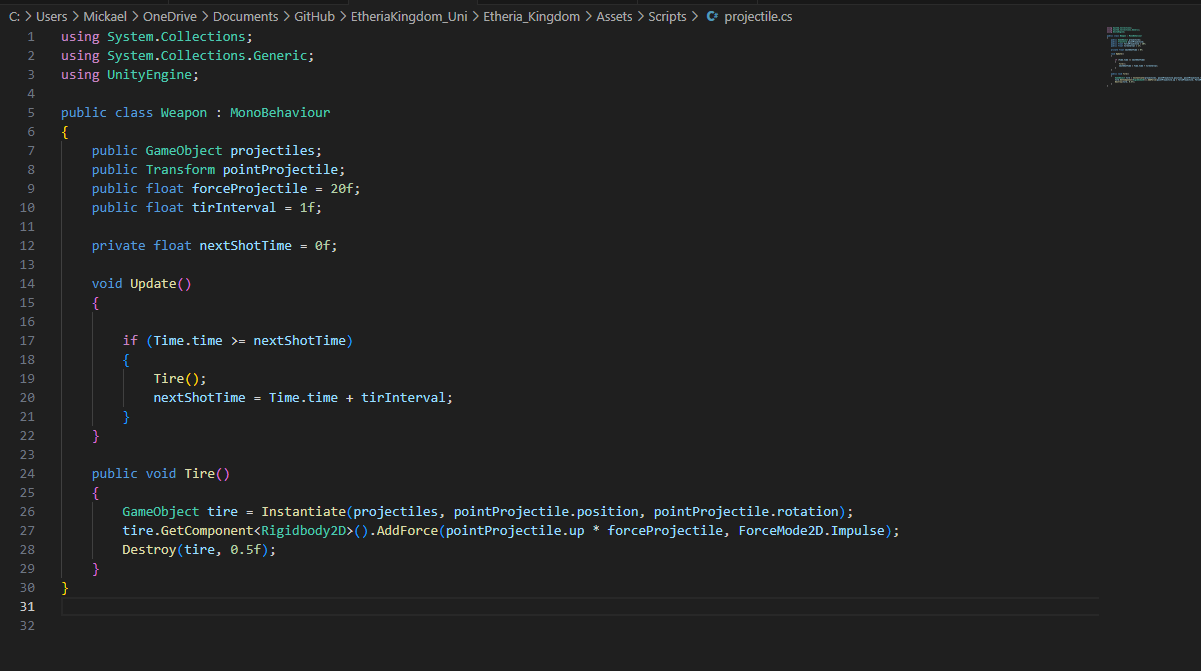 C: > Users > Mickael > OneDrive > Documents > GitHub > EtheriaKingdom_Uni > Etheria_Kingdom > Assets > Scripts > projectile.cs
1 using System.Collections;
2 using System.Collections.Generic;
3 using UnityEngine;
4
5 public class Weapon : MonoBehaviour
6 {
7 public GameObject projectiles;
8 public Transform pointProjectile;
9 public float forceProjectile = 20f;
10 public float tirInterval = 1f;
11
12 private float nextShotTime = 0f;
13
14 void Update()
15 {
16
17 if (Time.time >= nextShotTime)
18 {
19 Tire();
20 nextShotTime = Time.time + tirInterval;
21 }
22 }
23
24 public void Tire()
25 {
26 GameObject tire = Instantiate(projectiles, pointProjectile.position, pointProjectile.rotation);
27 tire.GetComponent<Rigidbody2D>().AddForce(pointProjectile.up * forceProjectile, ForceMode2D.Impulse);
28 Destroy(tire, 0.5f);
29 }
30 }
31
32